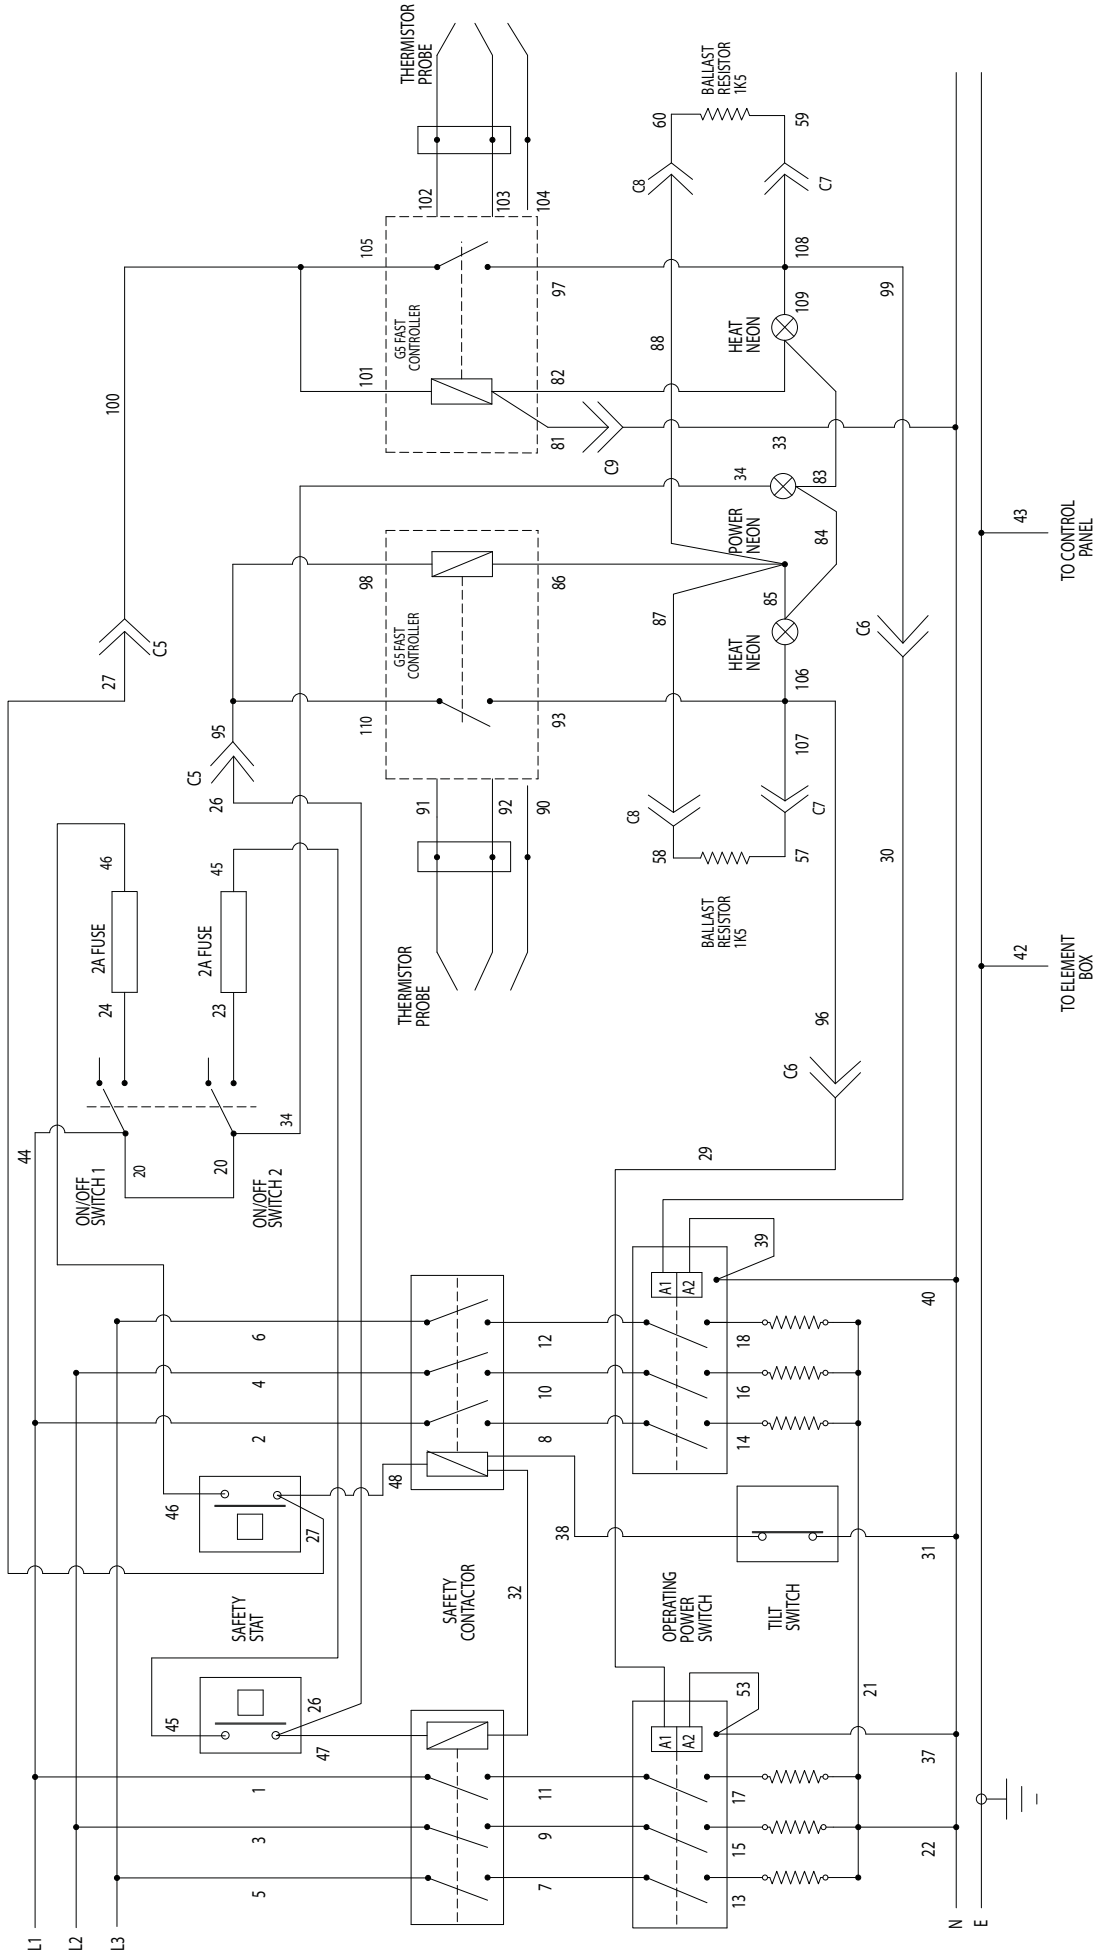 L1
44
L2
ON/OFF
SWITCH 1
20
24
2A FUSE
46
27
100
C5
L3
45
46
ON/OFF
SWITCH 2
20
23
2A FUSE
45
C5
26
95
SAFETY
STAT
34
5
3
1
47
26
27
2
4
6
110
98
101
105
THERMISTOR
PROBE
48
THERMISTOR
PROBE
91
G5 FAST
CONTROLLER
G5 FAST
CONTROLLER
102
SAFETY
CONTACTOR
92
103
32
7
9
11
8
10
12
90
93
86
81
82
97
104
38
C9
OPERATING
POWER
SWITCH
A1
A2
A1
A2
58
C8
87
88
C8
60
29
BALLAST
RESISTOR
1K5
BALLAST
RESISTOR
1K5
13
15
17
53
14
16
18
39
HEAT
NEON
85
POWER
NEON
34
HEAT
NEON
TILT
SWITCH
C6
57
107
106
33
109
108
59
96
C7
84
83
C7
21
30
C6
99
22
37
31
40
N
E
42
43
TO ELEMENT
BOX
TO CONTROL
PANEL